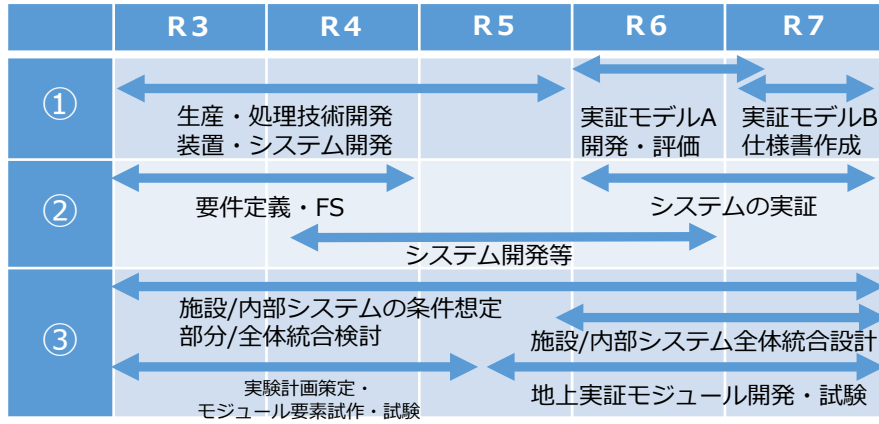 R3 R4 R5 R6 R7
①
生産・処理技術開発
装置・システム開発
実証モデルA
開発・評価
実証モデルB
仕様書作成
②
要件定義・FS
システムの実証
システム開発等
③
施設/内部システムの条件想定
部分/全体統合検討
施設/内部システム全体統合設計
実験計画策定・
モジュール要素試作・試験
地上実証モジュール開発・試験